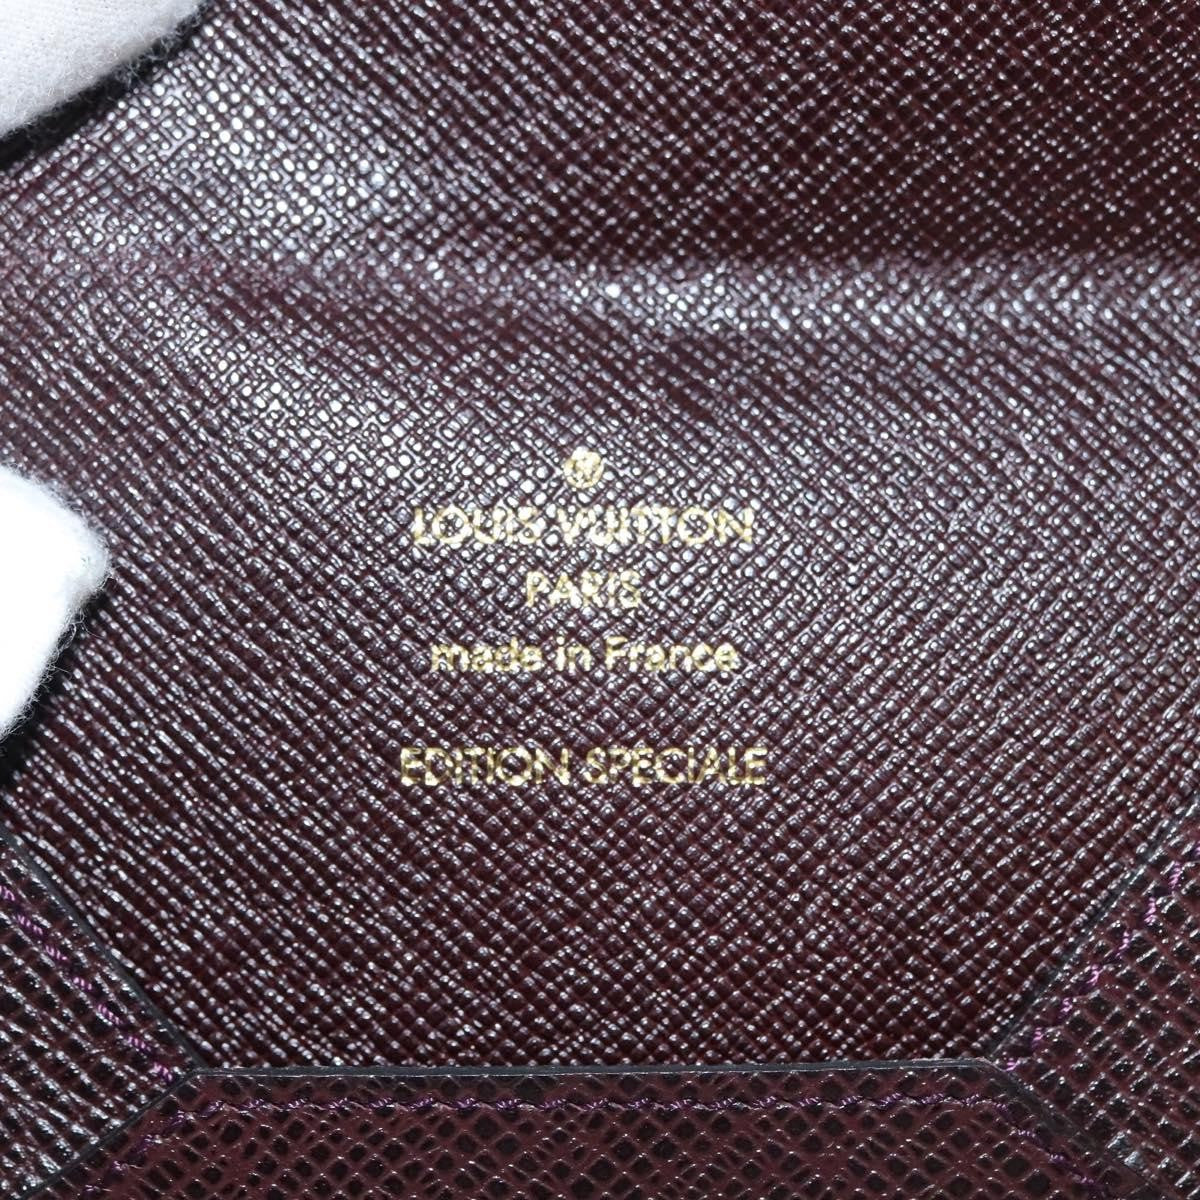 LOUIS VUITTON
PARIS
made in France
EDITION SPECIALE